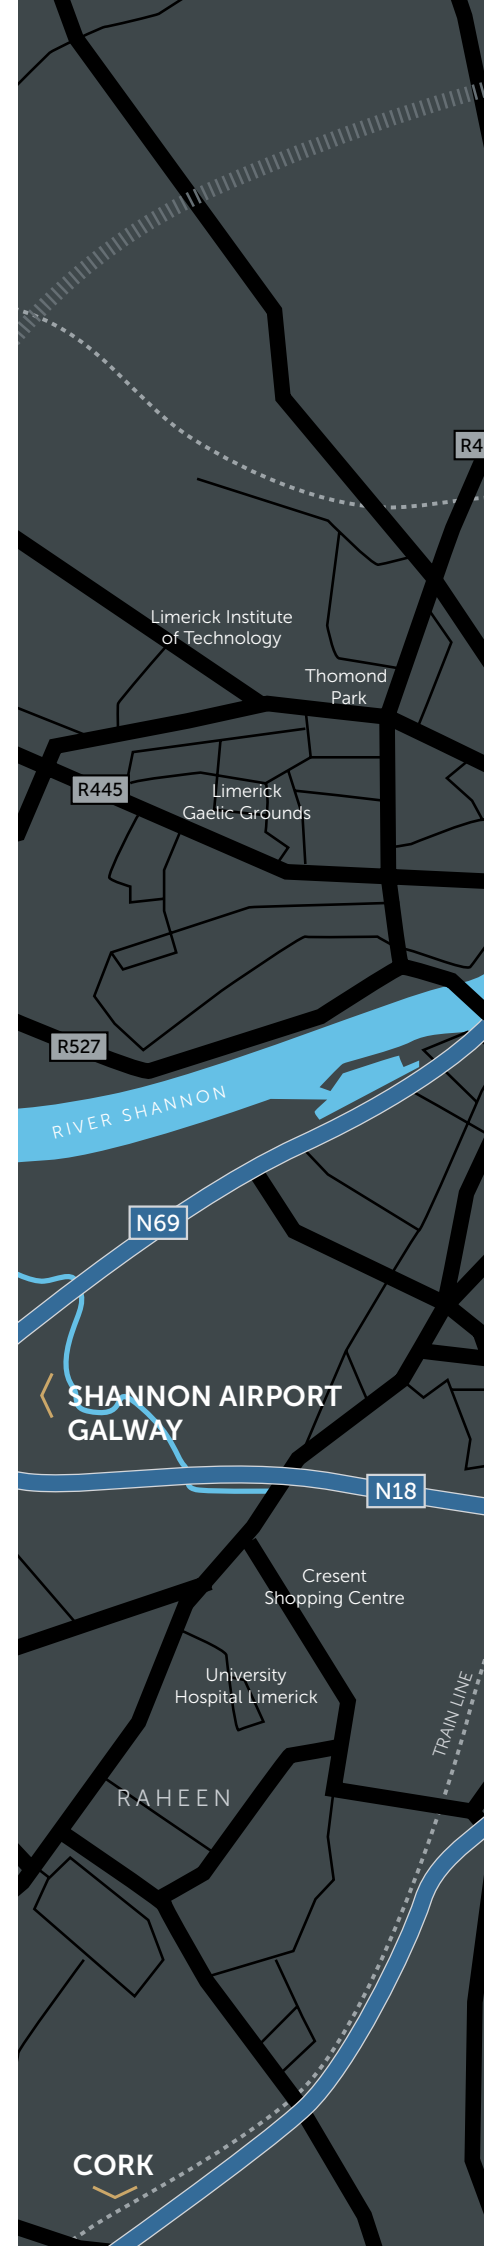 R4
Limerick Institute
of Technology
Thomond
Park
R445
Limerick
Gaelic Grounds
R527
RIVER SHANNON
N69
SHANNON AIRPORT
GALWAY
N18
Cresent
Shopping Centre
University
Hospital Limerick
TRAIN LINE
RAHEEN
CORK